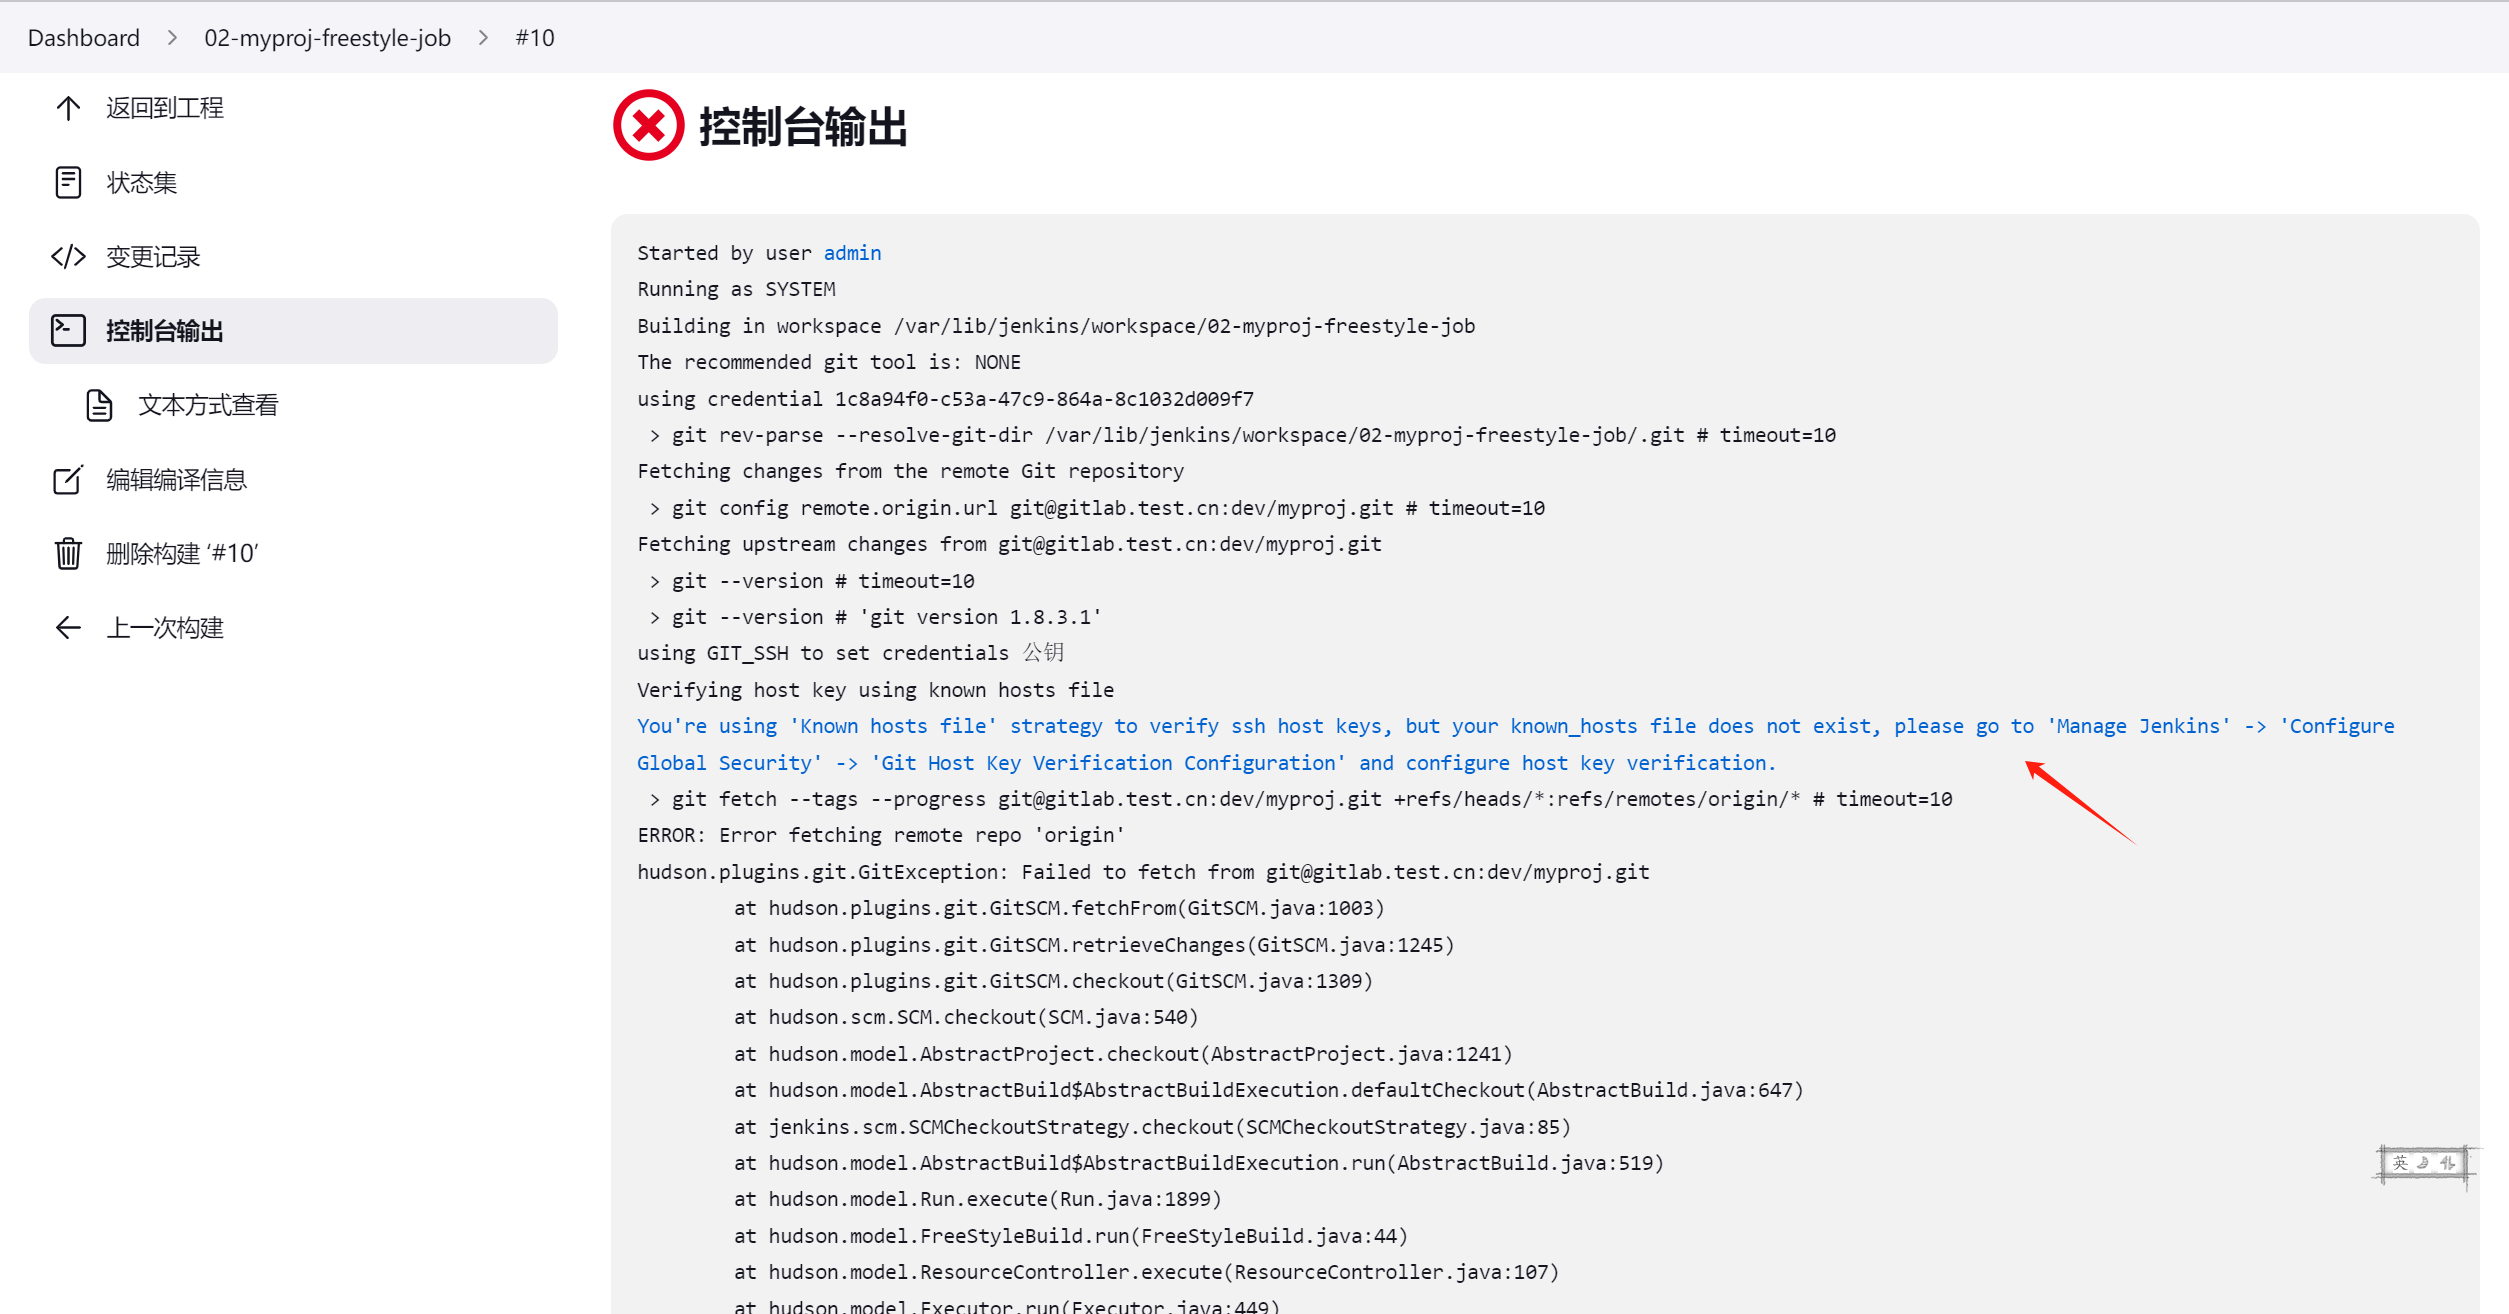 Dashboard > 02-myproj-freestyle-job > #10
返回到工程
状态集
变更记录
控制台输出
文本方式查看
编辑编译信息
删除构建 ‘#10’
上一次构建
控制台输出
Started by user admin
Running as SYSTEM
Building in workspace /var/lib/jenkins/workspace/02-myproj-freestyle-job
The recommended git tool is: NONE
using credential 1c8a94f0-c53a-47c9-864a-8c1032d009f7
 > git rev-parse --resolve-git-dir /var/lib/jenkins/workspace/02-myproj-freestyle-job/.git # timeout=10
Fetching changes from the remote Git repository
 > git config remote.origin.url git@gitlab.test.cn:dev/myproj.git # timeout=10
Fetching upstream changes from git@gitlab.test.cn:dev/myproj.git
 > git --version # timeout=10
 > git --version # 'git version 1.8.3.1'
using GIT_SSH to set credentials 公钥
Verifying host key using known hosts file
You're using 'Known hosts file' strategy to verify ssh host keys, but your known_hosts file does not exist, please go to 'Manage Jenkins' -> 'Configure
Global Security' -> 'Git Host Key Verification Configuration' and configure host key verification.
 > git fetch --tags --progress git@gitlab.test.cn:dev/myproj.git +refs/heads/*:refs/remotes/origin/* # timeout=10
ERROR: Error fetching remote repo 'origin'
hudson.plugins.git.GitException: Failed to fetch from git@gitlab.test.cn:dev/myproj.git
at hudson.plugins.git.GitSCM.fetchFrom(GitSCM.java:1003)
at hudson.plugins.git.GitSCM.retrieveChanges(GitSCM.java:1245)
at hudson.plugins.git.GitSCM.checkout(GitSCM.java:1309)
at hudson.scm.SCM.checkout(SCM.java:540)
at hudson.model.AbstractProject.checkout(AbstractProject.java:1241)
at hudson.model.AbstractBuild$AbstractBuildExecution.defaultCheckout(AbstractBuild.java:647)
at jenkins.scm.SCMCheckoutStrategy.checkout(SCMCheckoutStrategy.java:85)
at hudson.model.AbstractBuild$AbstractBuildExecution.run(AbstractBuild.java:519)
at hudson.model.Run.execute(Run.java:1899)
at hudson.model.FreeStyleBuild.run(FreeStyleBuild.java:44)
at hudson.model.ResourceController.execute(ResourceController.java:107)
at hudson.model.Executor.run(Executor.java:449)
英